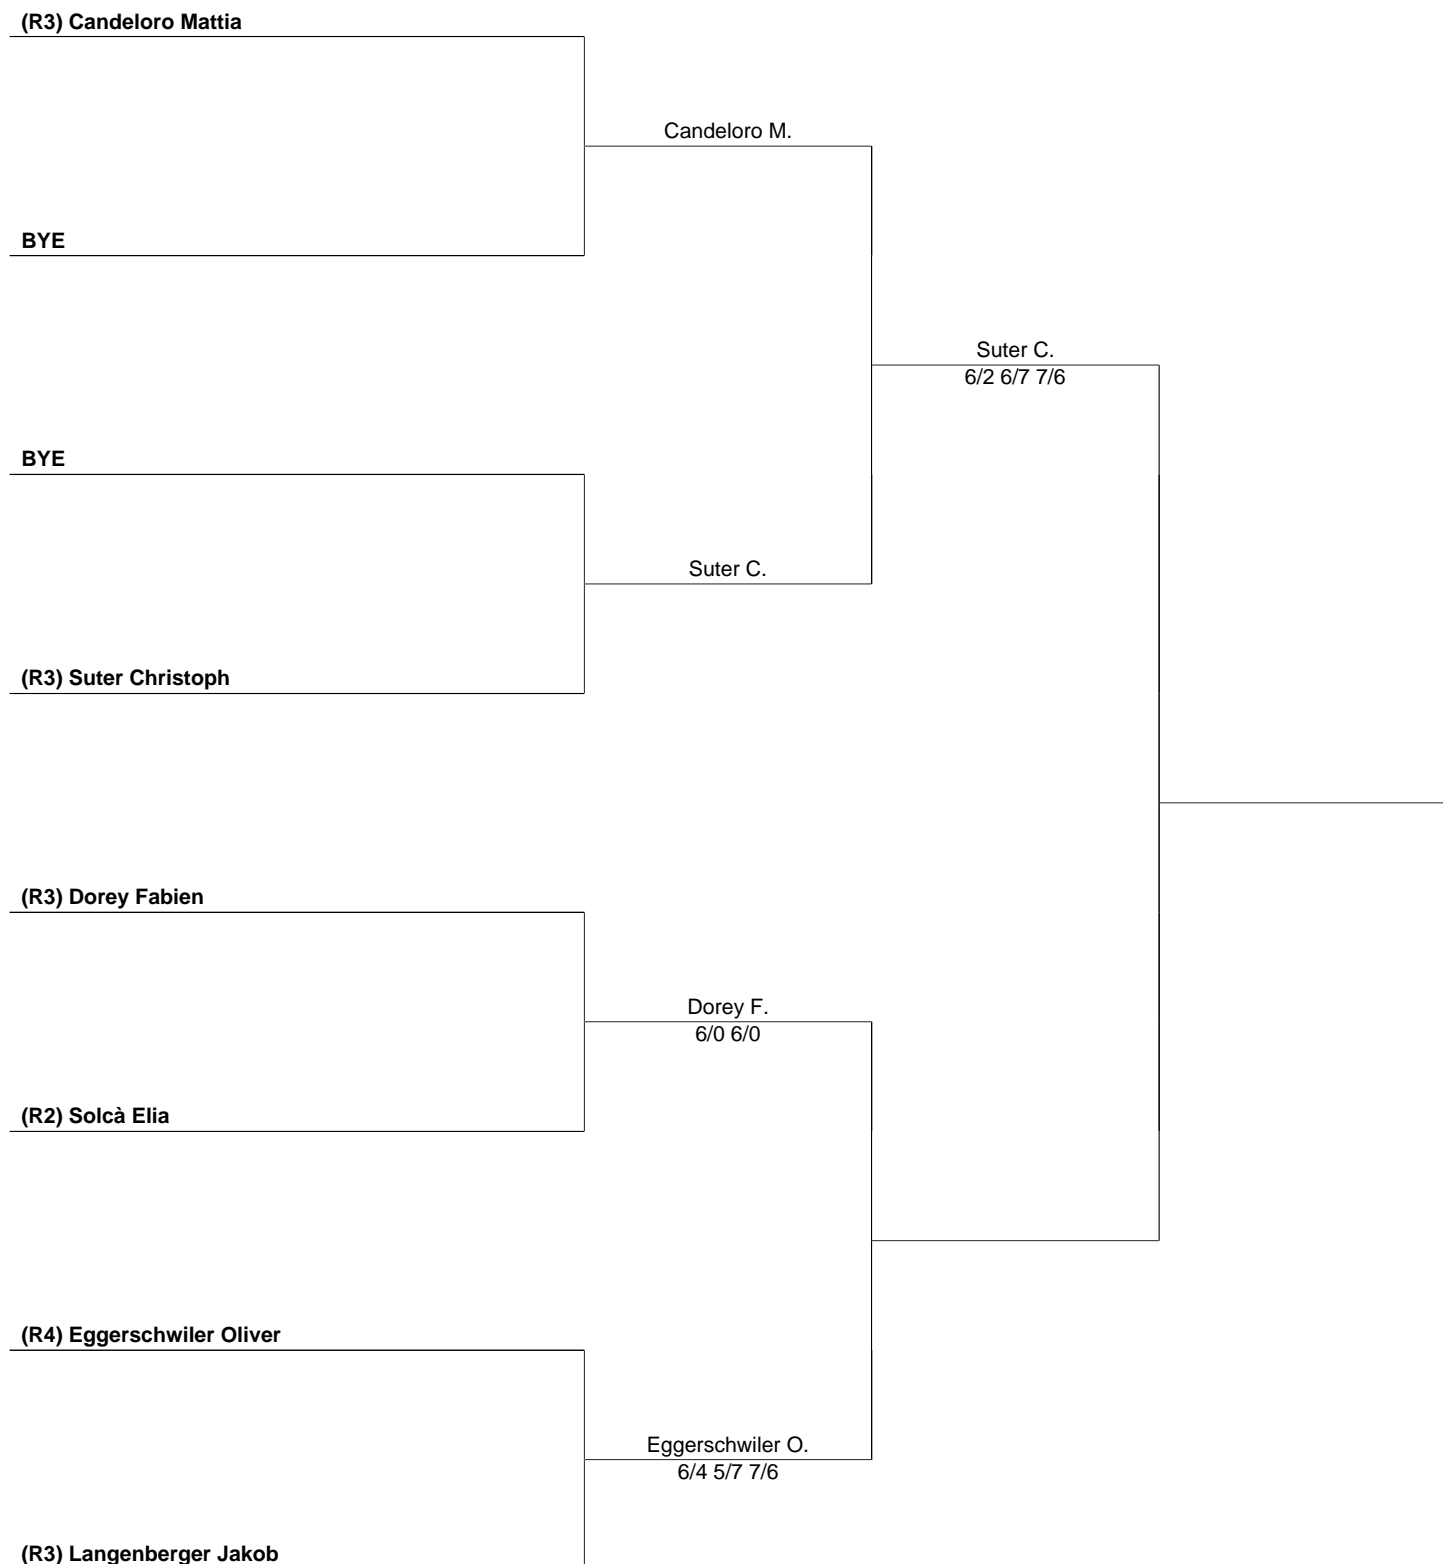 (R3) Candeloro Mattia
Candeloro M.
BYE
Suter C.
6/2 6/7 7/6
BYE
Suter C.
(R3) Suter Christoph
(R3) Dorey Fabien
Dorey F.
6/0 6/0
(R2) Solcà Elia
(R4) Eggerschwiler Oliver
Eggerschwiler O.
6/4 5/7 7/6
(R3) Langenberger Jakob